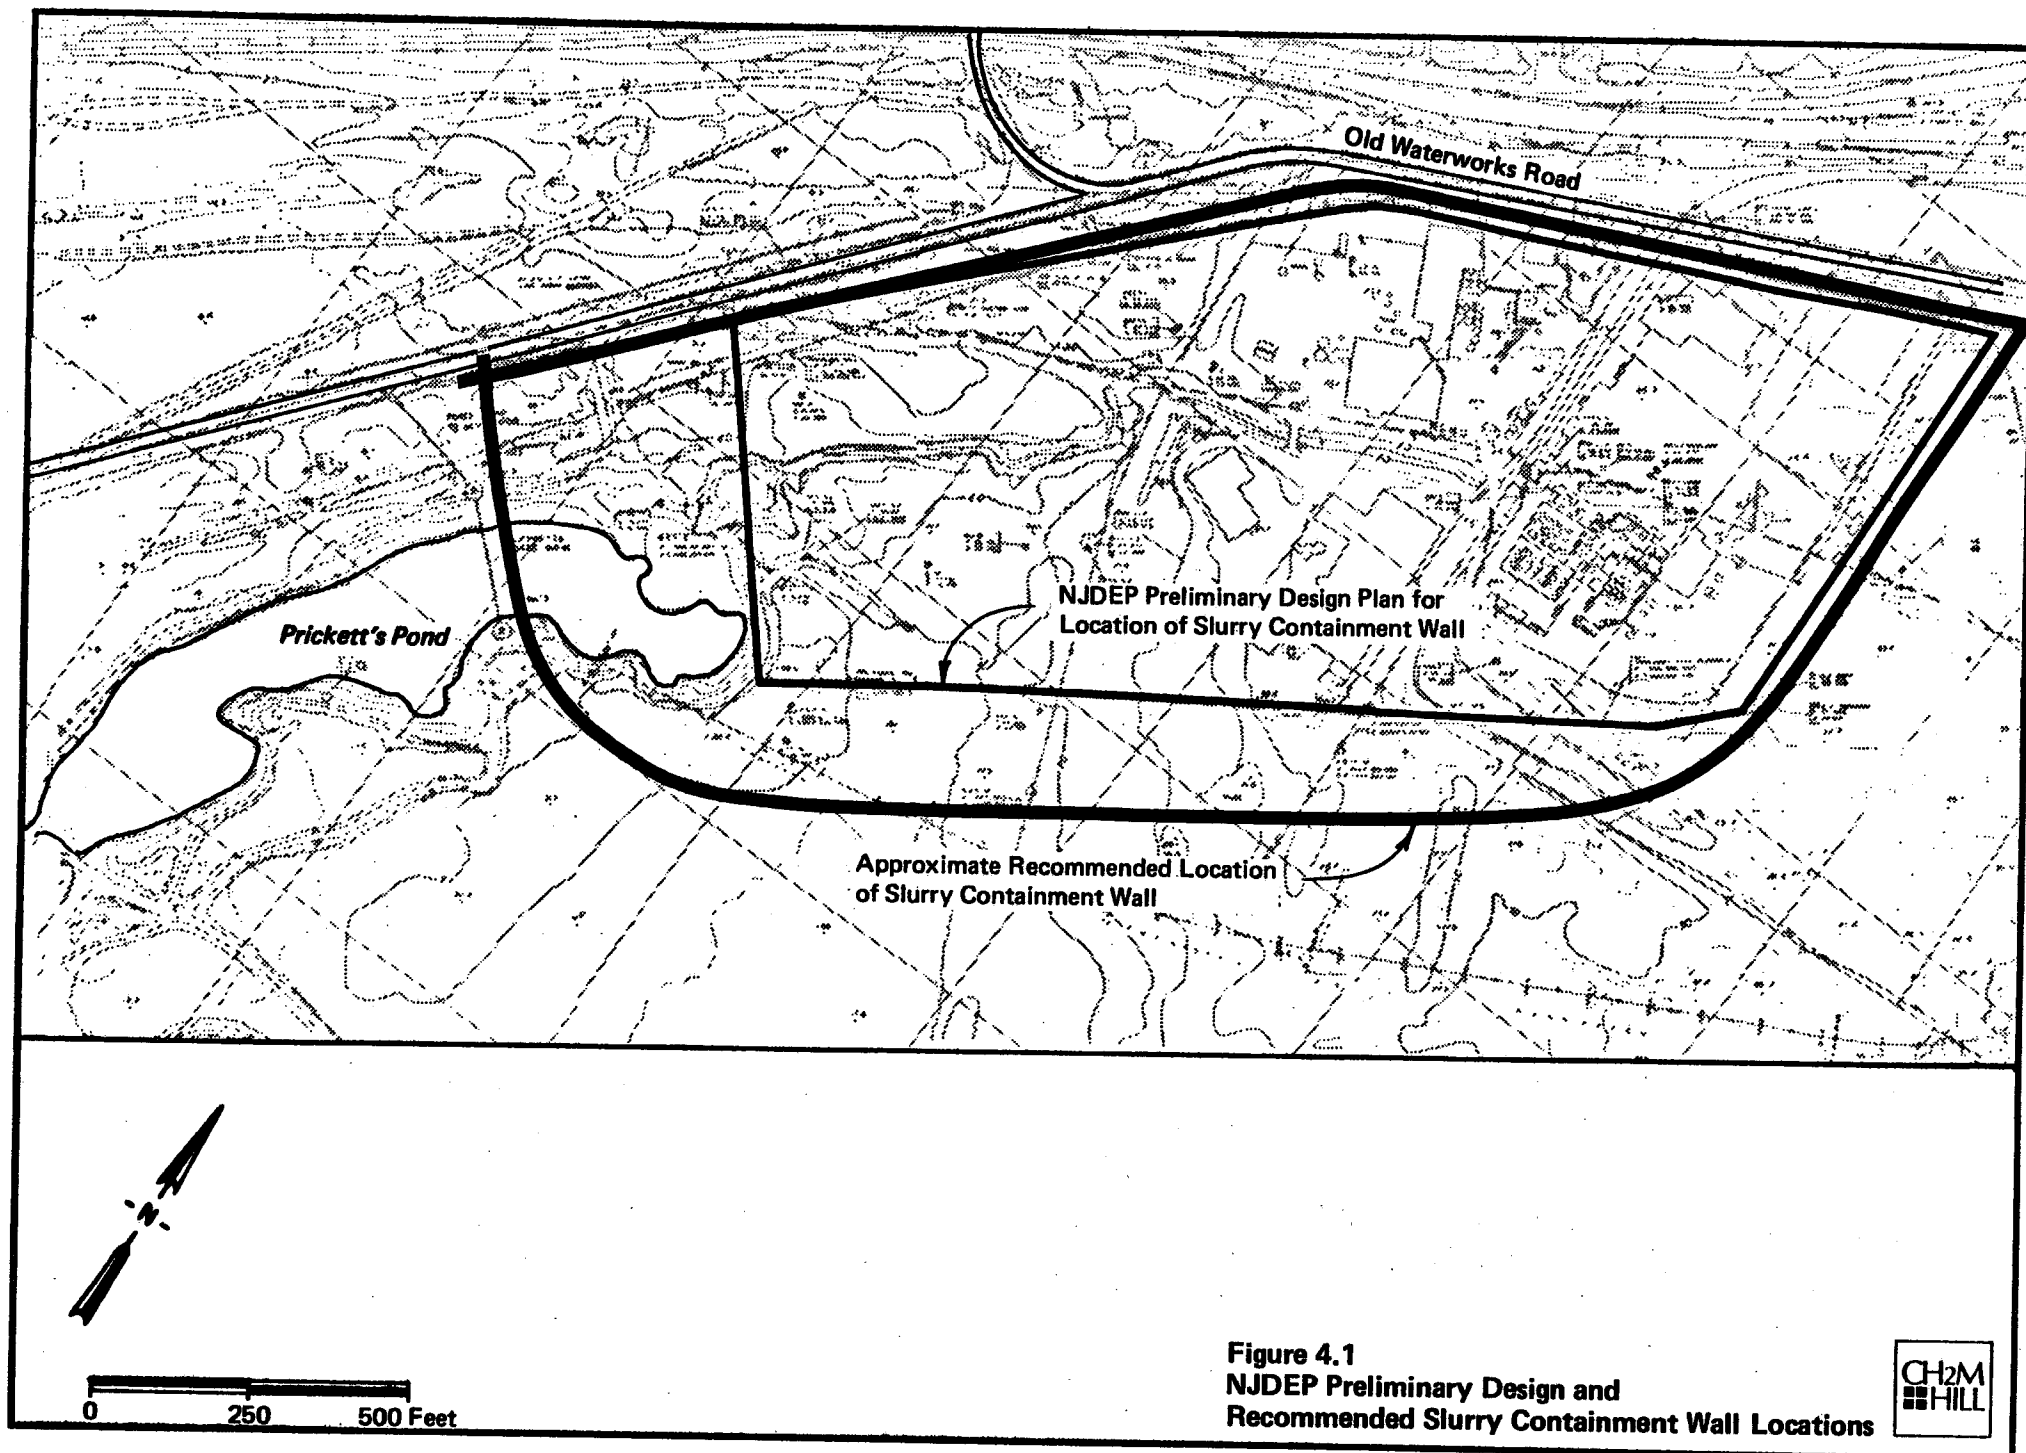 Old Waterworks Road
NJDEP Preliminary Design Plan for
Location of Slurry Containment Wall
Prickett's Pond
Approximate Recommended Location
of Slurry Containment Wall
N
0 250 500 Feet
Figure 4.1
NJDEP Preliminary Design and
Recommended Slurry Containment Wall Locations
CH2M
HILL